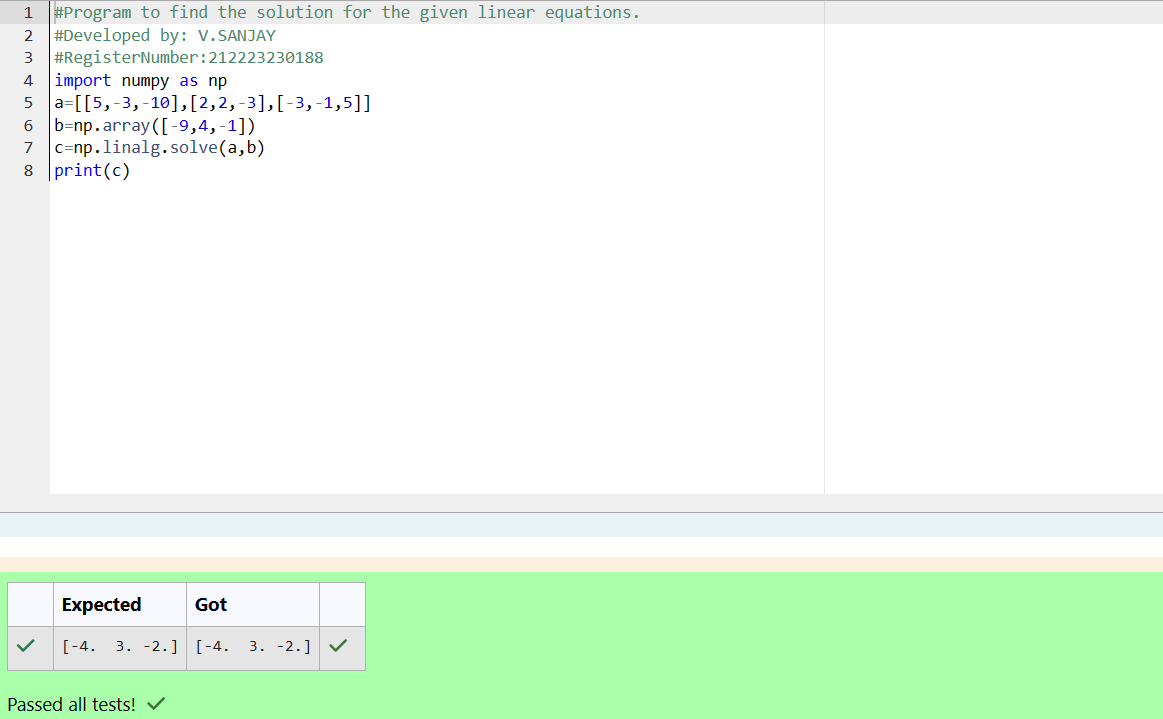 1 #Program to find the solution for the given linear equations.
2 #Developed by: V.SANJAY
3 #RegisterNumber:212223230188
4 import numpy as np
5 a=[[5,-3,-10],[2,2,-3],[-3,-1,5]]
6 b=np.array([-9,4,-1])
7 c=np.linalg.solve(a,b)
8 print(c)
Expected Got
[-4.  3. -2.] [-4.  3. -2.]
Passed all tests!